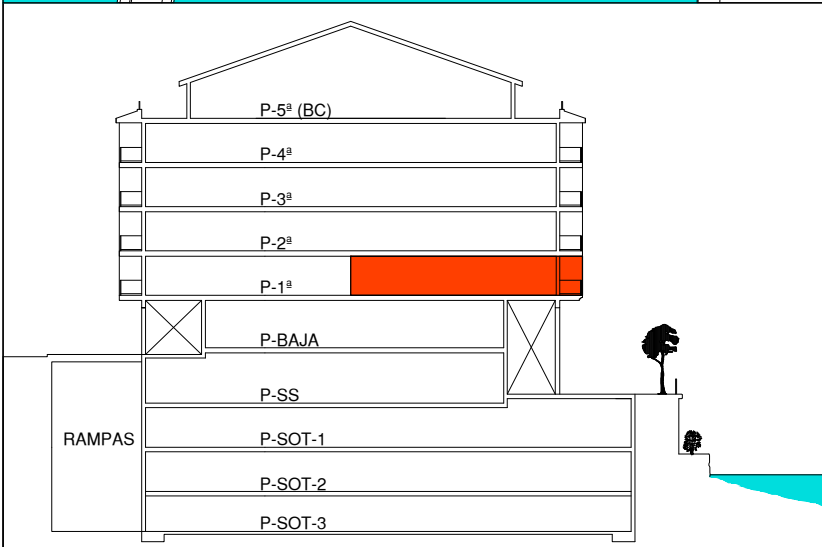 P-5ª (BC)
P-4ª
P-3ª
P-2ª
P-1ª
P-BAJA
P-SS
RAMPAS
P-SOT-1
P-SOT-2
P-SOT-3